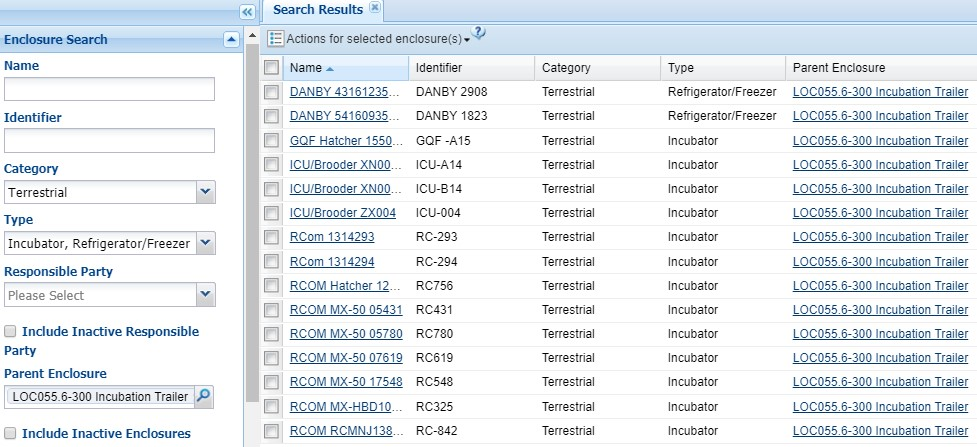 Search Results
Enclosure Search
Name
Identifier
Category
Terrestrial
Type
Incubator, Refrigerator/Freezer
Responsible Party
Please Select
Include Inactive Responsible
Party
Parent Enclosure
LOC055.6-300 Incubation Trailer
Include Inactive Enclosures
Actions for selected enclosure(s) ?
Name Identifier Category Type Parent Enclosure
DANBY 43161235... DANBY 2908 Terrestrial Refrigerator/Freezer LOC055.6-300 Incubation Trailer
DANBY 54160935... DANBY 1823 Terrestrial Refrigerator/Freezer LOC055.6-300 Incubation Trailer
GQF Hatcher 1550... GQF -A15 Terrestrial Incubator LOC055.6-300 Incubation Trailer
ICU/Brooder XN00... ICU-A14 Terrestrial Incubator LOC055.6-300 Incubation Trailer
ICU/Brooder XN00... ICU-B14 Terrestrial Incubator LOC055.6-300 Incubation Trailer
ICU/Brooder ZX004 ICU-004 Terrestrial Incubator LOC055.6-300 Incubation Trailer
RCom 1314293 RC-293 Terrestrial Incubator LOC055.6-300 Incubation Trailer
RCom 1314294 RC-294 Terrestrial Incubator LOC055.6-300 Incubation Trailer
RCOM Hatcher 12... RC756 Terrestrial Incubator LOC055.6-300 Incubation Trailer
RCOM MX-50 05431 RC431 Terrestrial Incubator LOC055.6-300 Incubation Trailer
RCOM MX-50 05780 RC780 Terrestrial Incubator LOC055.6-300 Incubation Trailer
RCOM MX-50 07619 RC619 Terrestrial Incubator LOC055.6-300 Incubation Trailer
RCOM MX-50 17548 RC548 Terrestrial Incubator LOC055.6-300 Incubation Trailer
RCOM MX-HBD10... RC325 Terrestrial Incubator LOC055.6-300 Incubation Trailer
RCOM RCMNJ138... RC-842 Terrestrial Incubator LOC055.6-300 Incubation Trailer